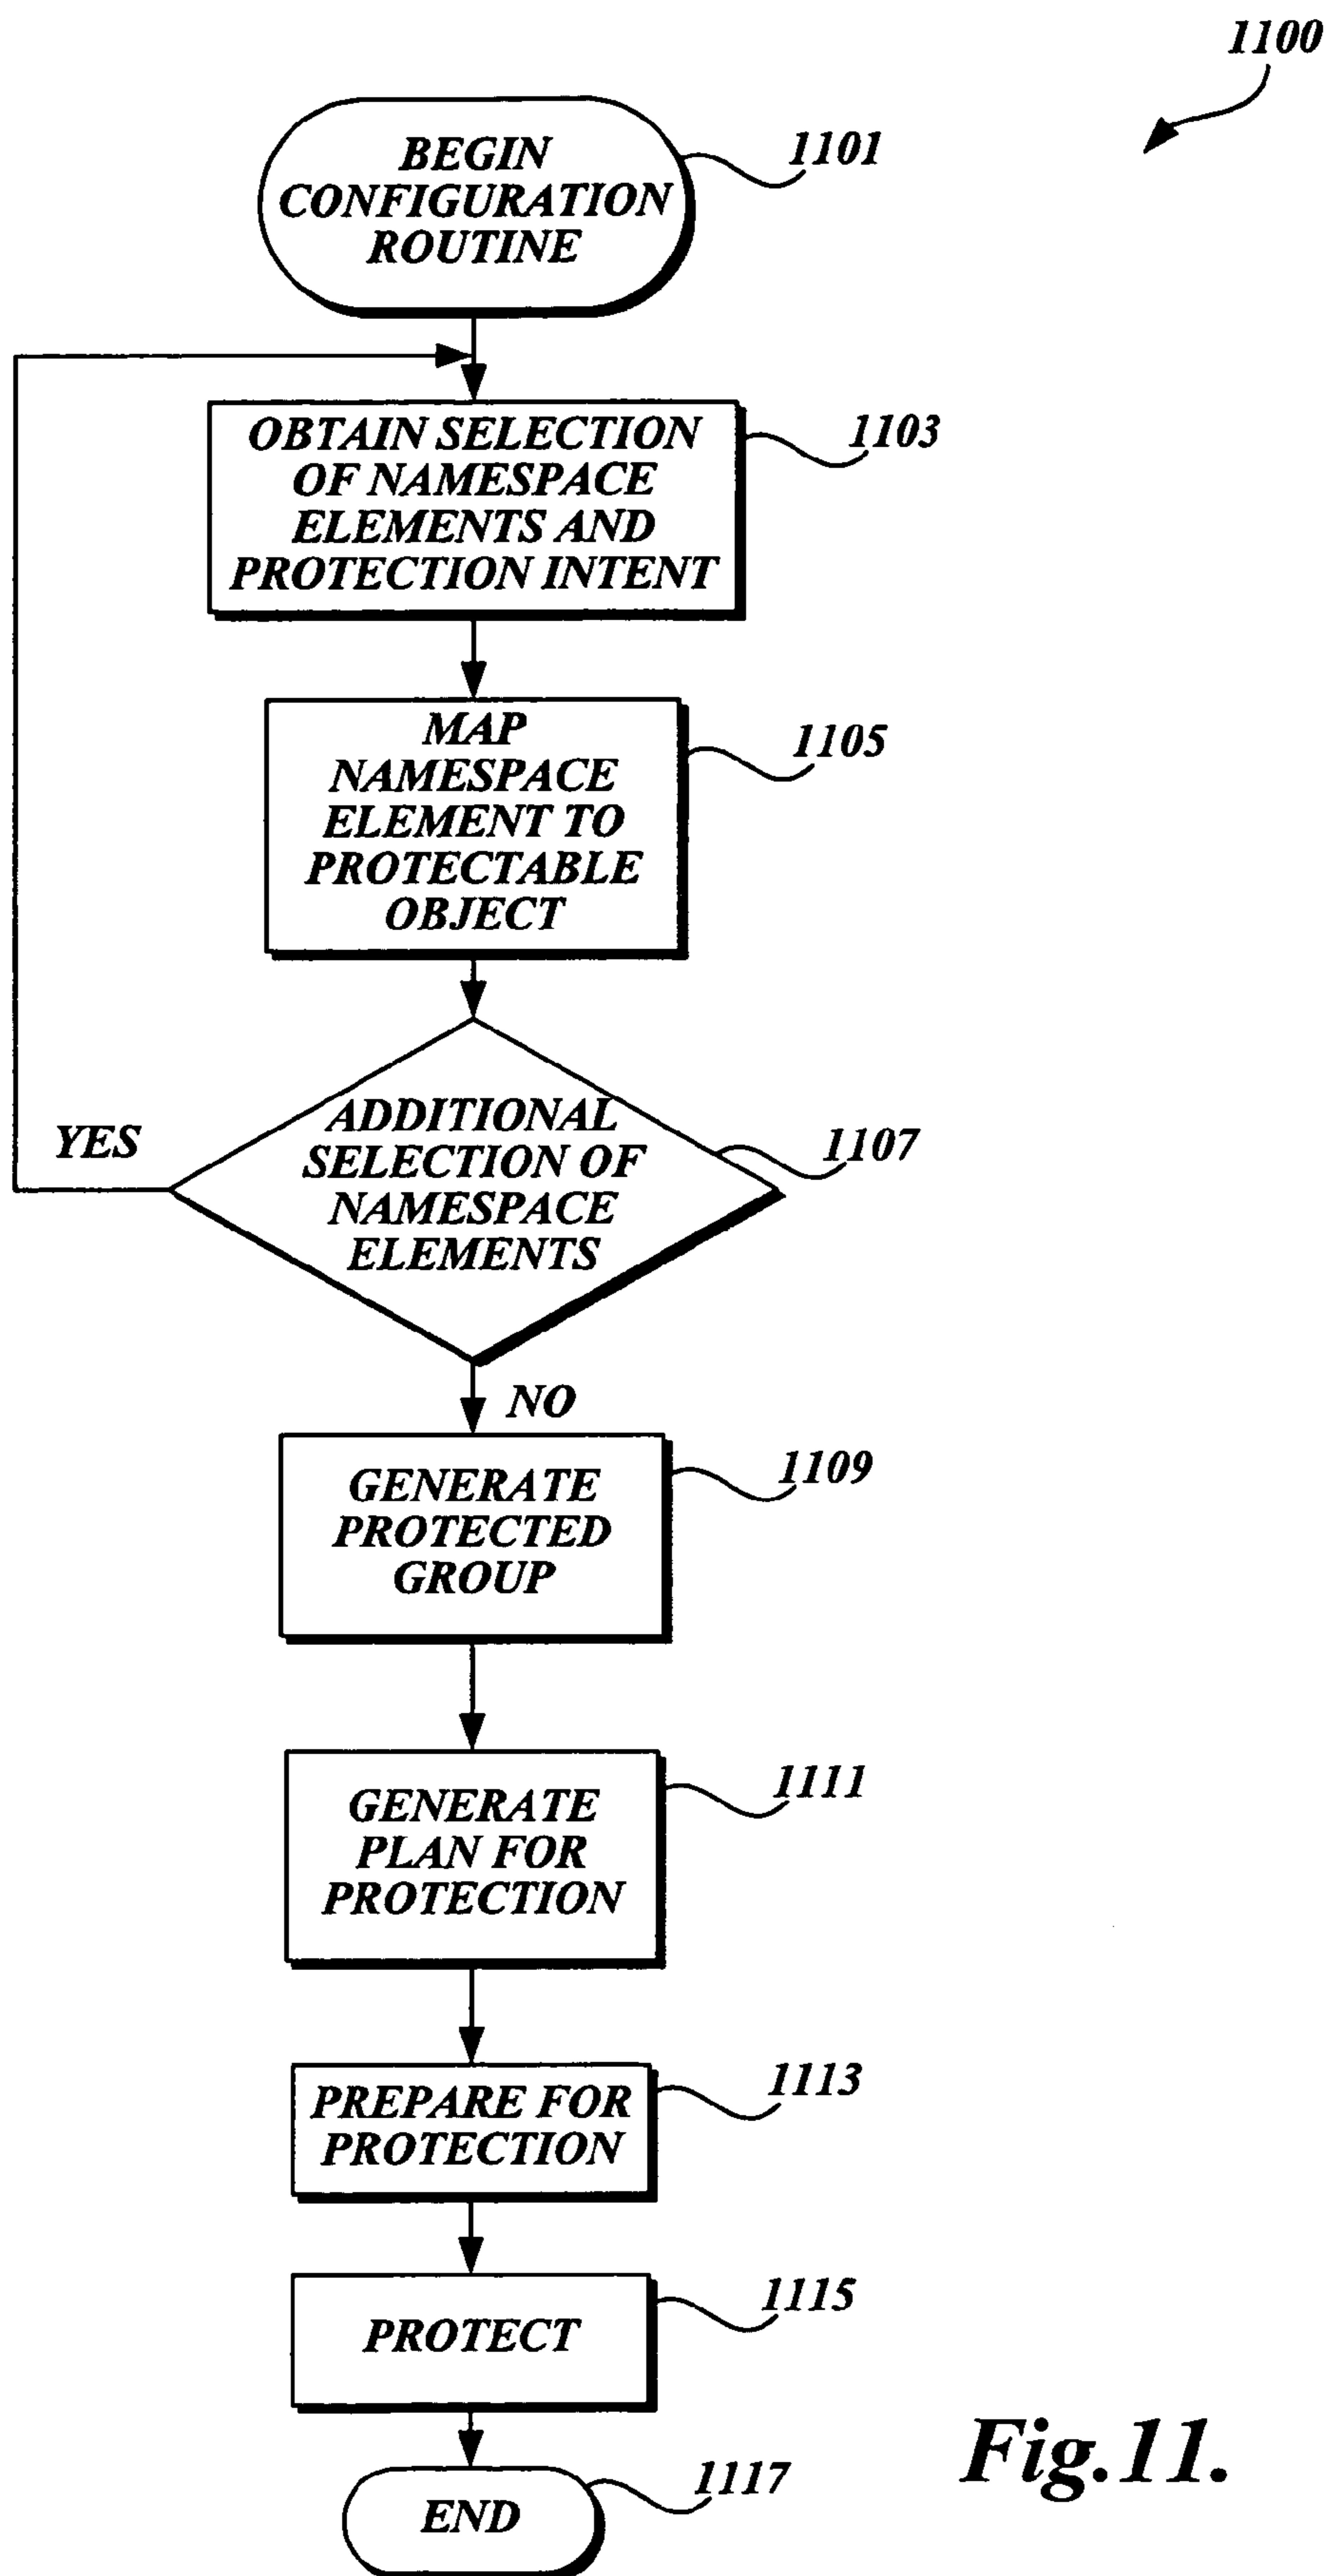 1100
BEGIN
CONFIGURATION
ROUTINE
1101
OBTAIN SELECTION
OF NAMESPACE
ELEMENTS AND
PROTECTION INTENT
1103
MAP
NAMESPACE
ELEMENT TO
PROTECTABLE
OBJECT
1105
ADDITIONAL
SELECTION OF
NAMESPACE
ELEMENTS
1107
YES
NO
GENERATE
PROTECTED
GROUP
1109
GENERATE
PLAN FOR
PROTECTION
1111
PREPARE FOR
PROTECTION
1113
PROTECT
1115
END
1117
Fig.11.